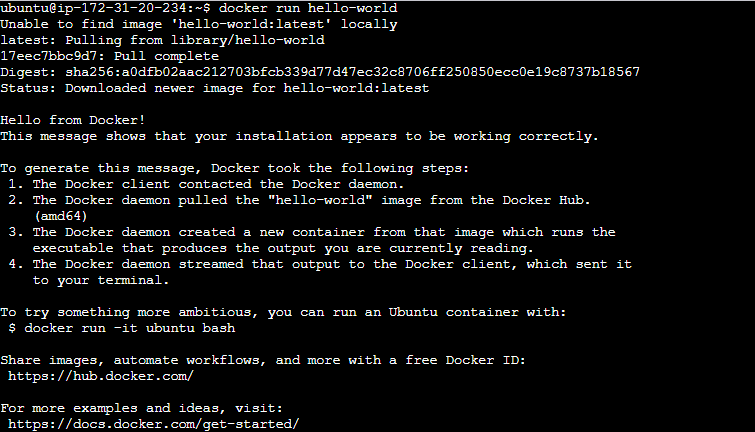 ubuntu@ip-172-31-20-234:~$ docker run hello-world
Unable to find image 'hello-world:latest' locally
latest: Pulling from library/hello-world
17eec7bbc9d7: Pull complete
Digest: sha256:a0dfb02aac212703bfcb339d77d47ec32c8706ff250850ecc0e19c8737b18567
Status: Downloaded newer image for hello-world:latest

Hello from Docker!
This message shows that your installation appears to be working correctly.

To generate this message, Docker took the following steps:
 1. The Docker client contacted the Docker daemon.
 2. The Docker daemon pulled the "hello-world" image from the Docker Hub.
    (amd64)
 3. The Docker daemon created a new container from that image which runs the
    executable that produces the output you are currently reading.
 4. The Docker daemon streamed that output to the Docker client, which sent it
    to your terminal.

To try something more ambitious, you can run an Ubuntu container with:
 $ docker run -it ubuntu bash

Share images, automate workflows, and more with a free Docker ID:
 https://hub.docker.com/

For more examples and ideas, visit:
 https://docs.docker.com/get-started/